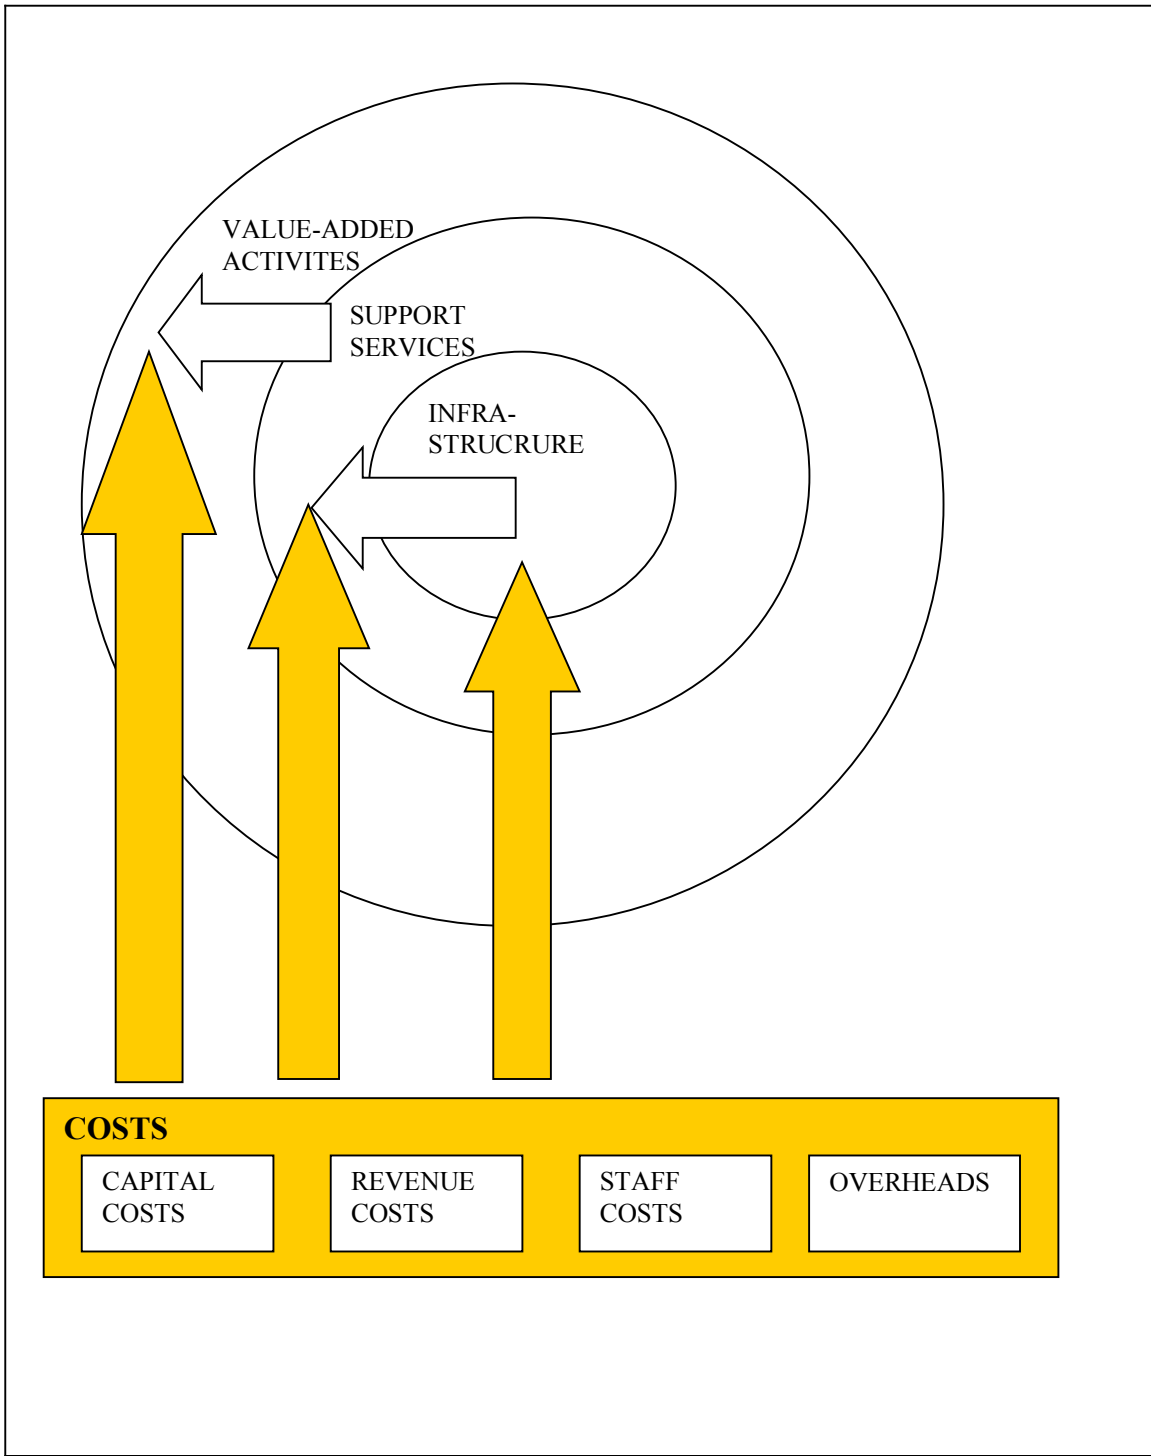 VALUE-ADDED
ACTIVITES
SUPPORT
SERVICES
INFRA-
STRUCRURE
COSTS
CAPITAL
COSTS
REVENUE
COSTS
STAFF
COSTS
OVERHEADS